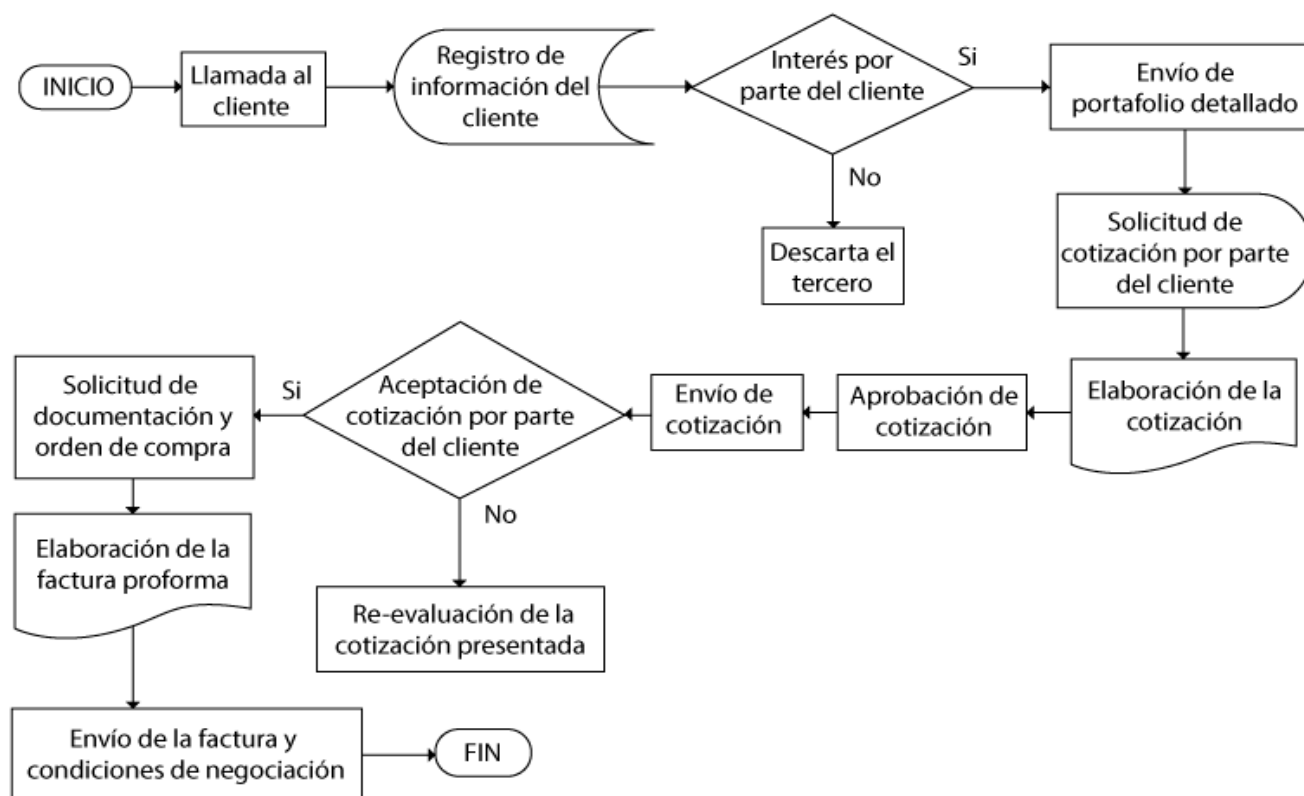 INICIO
Llamada al
cliente
Registro de
información del
cliente
Interés por
parte del cliente
Si
Envío de
portafolio detallado
No
Descarta el
tercero
Solicitud de
cotización por parte
del cliente
Elaboración de la
cotización
Aprobación de
cotización
Envío de
cotización
Aceptación de
cotización por parte
del cliente
Si
Solicitud de
documentación y
orden de compra
No
Re-evaluación de la
cotización presentada
Elaboración de la
factura proforma
Envío de la factura y
condiciones de negociación
FIN